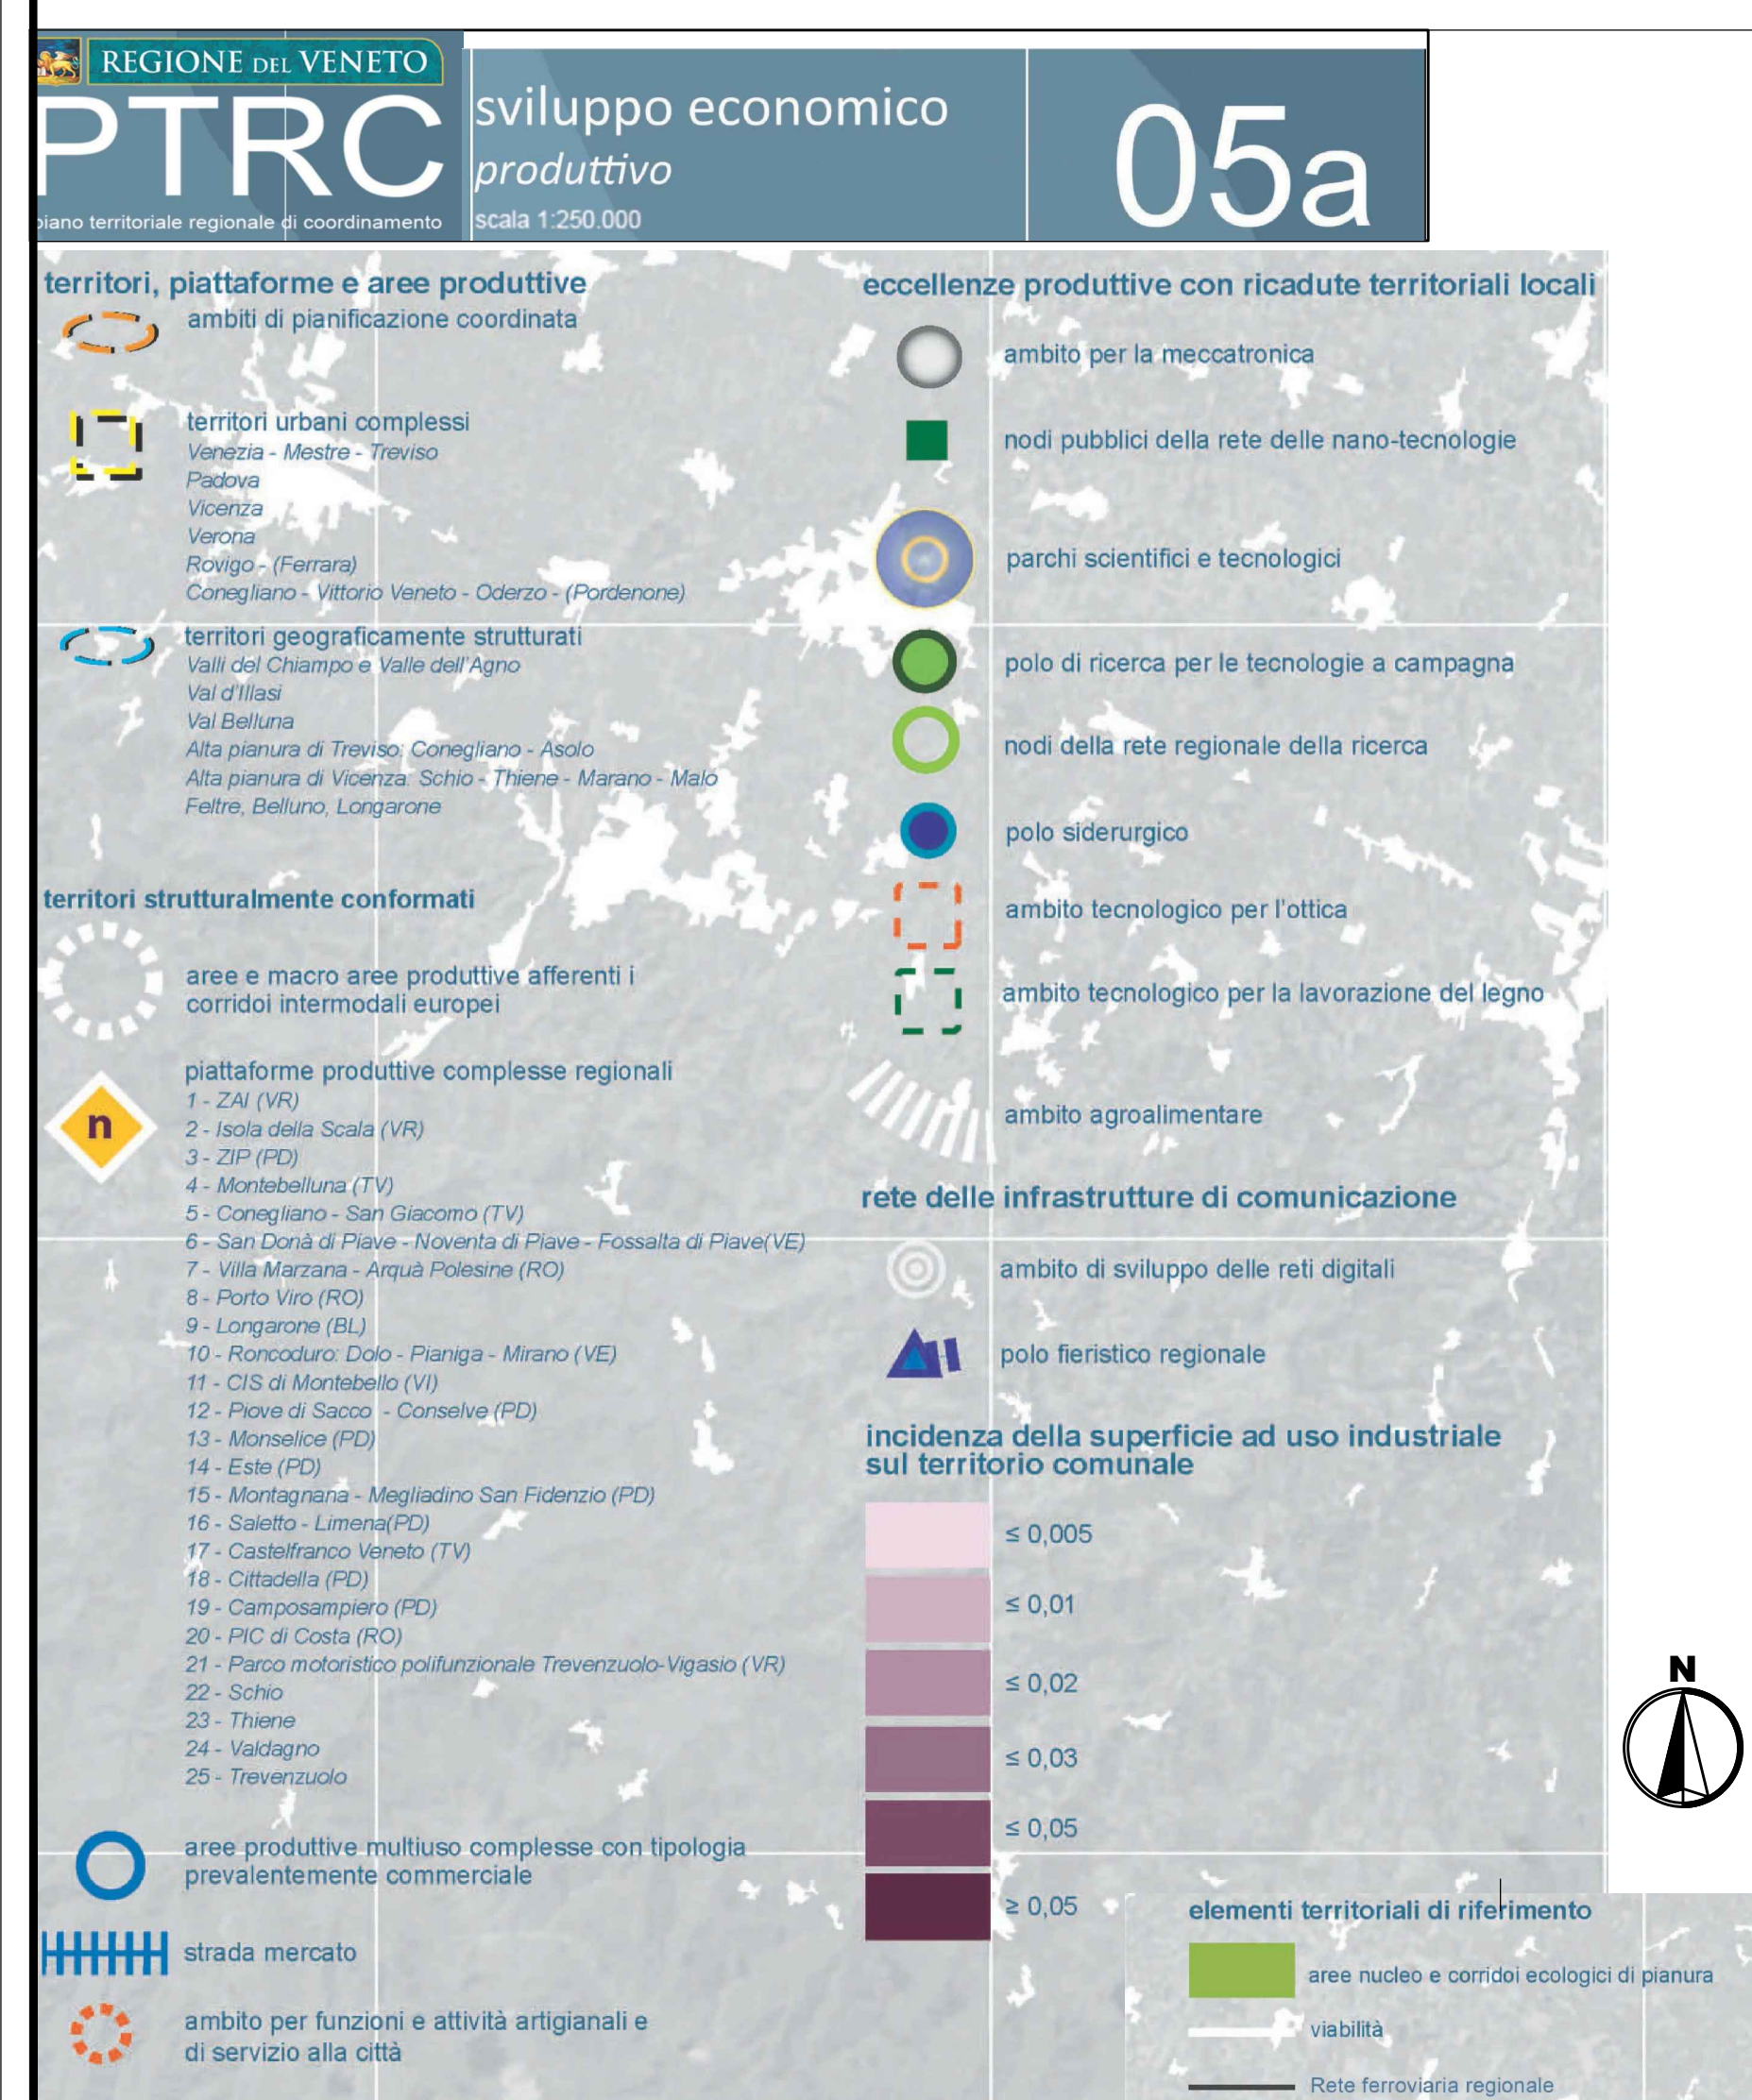 REGIONE DEL VENETO
PTRC
piano territoriale regionale di coordinamento
sviluppo economico
produttivo
scala 1:250.000
05a
territori, piattaforme e aree produttive
ambiti di pianificazione coordinata
territori urbani complessi
Venezia - Mestre - Treviso
Padova
Vicenza
Verona
Rovigo - (Ferrara)
Conegliano - Vittorio Veneto - Oderzo - (Pordenone)
territori geograficamente strutturati
Valli del Chiampo e Valle dell'Agno
Val d'Illasi
Val Belluna
Alta pianura di Treviso: Conegliano - Asolo
Alta pianura di Vicenza: Schio - Thiene - Marano - Malo
Feltre, Belluno, Longarone
territori strutturalmente conformati
aree e macro aree produttive afferenti i
corridoi intermodali europei
n
piattaforme produttive complesse regionali
1 - ZAI (VR)
2 - Isola della Scala (VR)
3 - ZIP (PD)
4 - Montebelluna (TV)
5 - Conegliano - San Giacomo (TV)
6 - San Donà di Piave - Noventa di Piave - Fossalta di Piave(VE)
7 - Villa Marzana - Arquà Polesine (RO)
8 - Porto Viro (RO)
9 - Longarone (BL)
10 - Roncoduro: Dolo - Pianiga - Mirano (VE)
11 - CIS di Montebello (VI)
12 - Piove di Sacco - Conselve (PD)
13 - Monselice (PD)
14 - Este (PD)
15 - Montagnana - Megliadino San Fidenzio (PD)
16 - Saletto - Limena(PD)
17 - Castelfranco Veneto (TV)
18 - Cittadella (PD)
19 - Camposampiero (PD)
20 - PIC di Costa (RO)
21 - Parco motoristico polifunzionale Trevenzuolo-Vigasio (VR)
22 - Schio
23 - Thiene
24 - Valdagno
25 - Trevenzuolo
aree produttive multiuso complesse con tipologia
prevalentemente commerciale
strada mercato
ambito per funzioni e attività artigianali e
di servizio alla città
eccellenze produttive con ricadute territoriali locali
ambito per la meccatronica
nodi pubblici della rete delle nano-tecnologie
parchi scientifici e tecnologici
polo di ricerca per le tecnologie a campagna
nodi della rete regionale della ricerca
polo siderurgico
ambito tecnologico per l'ottica
ambito tecnologico per la lavorazione del legno
ambito agroalimentare
rete delle infrastrutture di comunicazione
ambito di sviluppo delle reti digitali
polo fieristico regionale
incidenza della superficie ad uso industriale
sul territorio comunale
≤ 0,005
≤ 0,01
≤ 0,02
≤ 0,03
≤ 0,05
≥ 0,05
N
elementi territoriali di riferimento
aree nucleo e corridoi ecologici di pianura
viabilità
Rete ferroviaria regionale